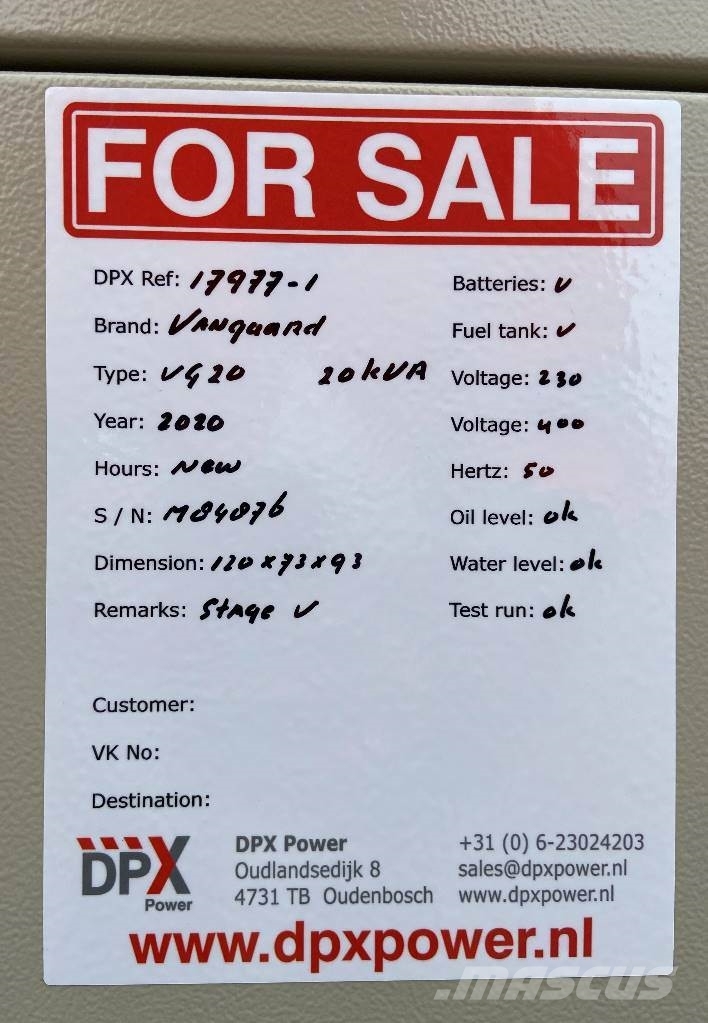 FOR SALE
DPX Ref: 17977-1
Brand: Vanguard
Type: VG20 20kVA
Year: 2020
Hours: New
S / N: M84876
Dimension: 120x73x93
Remarks: Stage V
Batteries: V
Fuel tank: V
Voltage: 230
Voltage: 400
Hertz: 50
Oil level: ok
Water level: ok
Test run: ok
Customer:
VK No:
Destination:
DPX
Power
DPX Power
Oudlandsedijk 8
4731 TB Oudenbosch
+31 (0) 6-23024203
sales@dpxpower.nl
www.dpxpower.nl
www.dpxpower.nl
MASCUS